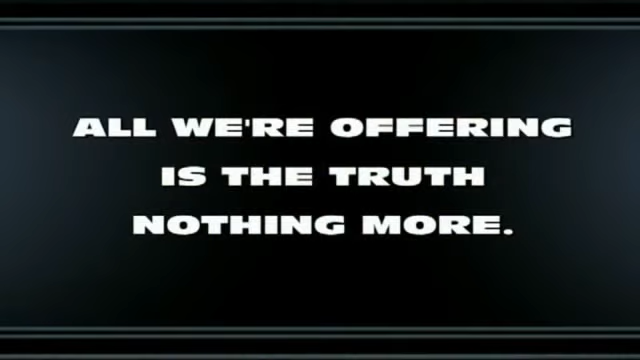 ALL WE'RE OFFERING
IS THE TRUTH
NOTHING MORE.